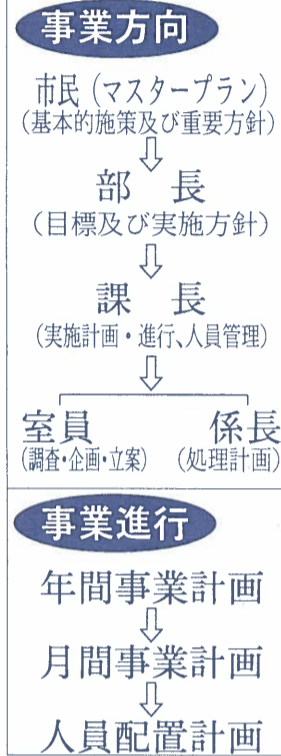 事業方向
市民（マスタープラン）
（基本的施策及び重要方針）
⇩
部　長
（目標及び実施方針）
⇩
課　長
（実施計画・進行、人員管理）
⇩
室員　係長
（調査・企画・立案）　（処理計画）
事業進行
年間事業計画
⇩
月間事業計画
⇩
人員配置計画